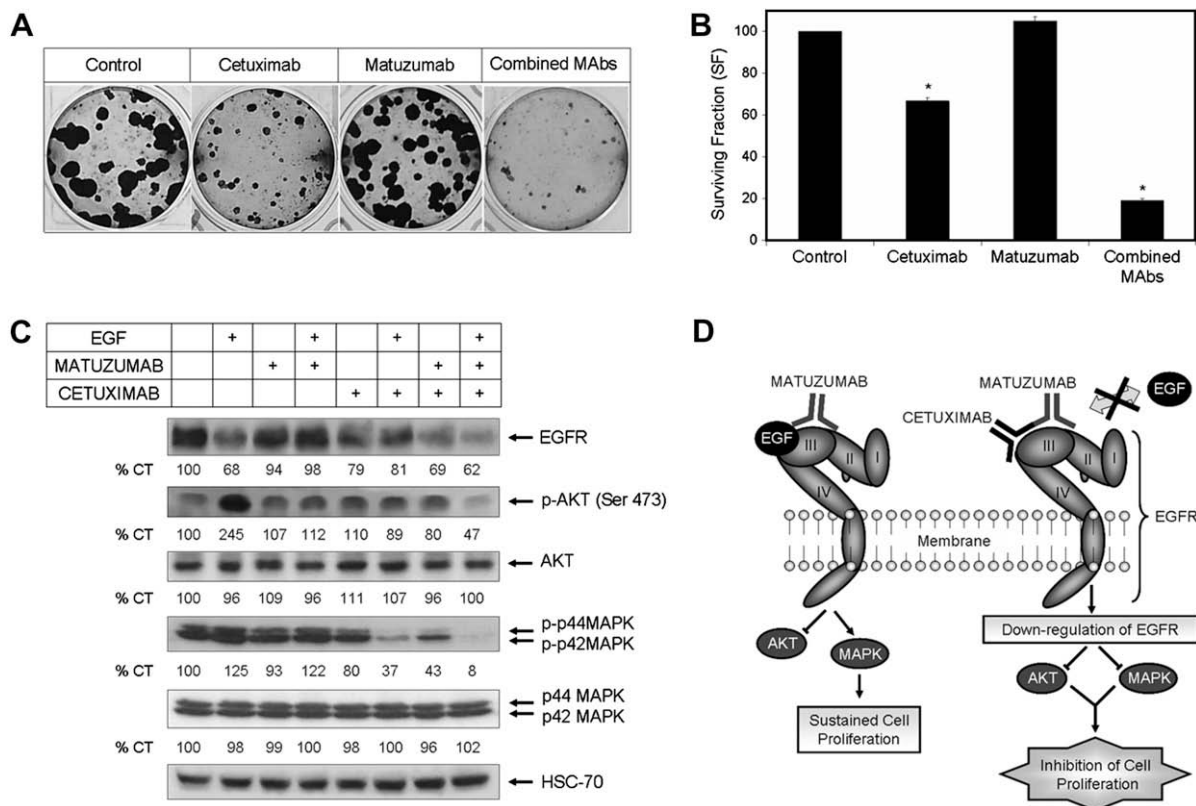 A
Control Cetuximab Matuzumab Combined MAbs
B
Surviving Fraction (SF)
100
80
60
40
20
0
* *
Control Cetuximab Matuzumab Combined
MAbs
C
EGF + + + +
MATUZUMAB + + + +
CETUXIMAB + + + +
EGFR
% CT 100 68 94 98 79 81 69 62
p-AKT (Ser 473)
% CT 100 245 107 112 110 89 80 47
AKT
% CT 100 96 109 96 111 107 96 100
p-p44MAPK
p-p42MAPK
% CT 100 125 93 122 80 37 43 8
p44 MAPK
p42 MAPK
% CT 100 98 99 100 98 100 96 102
HSC-70
D
MATUZUMAB
EGF
III
II
I
IV
MATUZUMAB
CETUXIMAB
EGF
III
II
I
IV
EGFR
Membrane
AKT
MAPK
Sustained Cell
Proliferation
Down-regulation of EGFR
AKT
MAPK
Inhibition of Cell
Proliferation